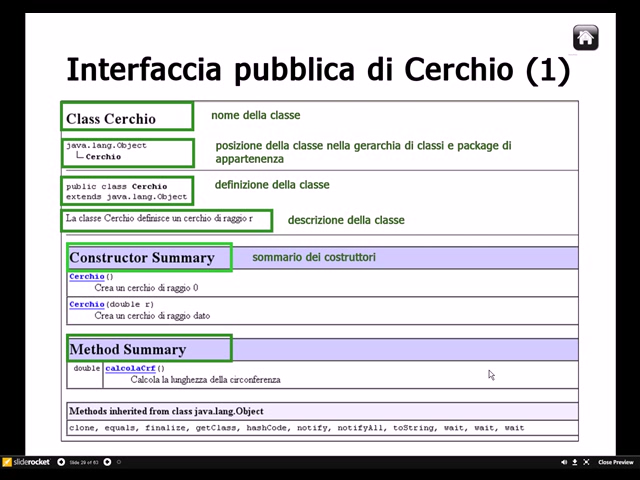 Interfaccia pubblica di Cerchio (1)
Class Cerchio
nome della classe
java.lang.Object
Cerchio
posizione della classe nella gerarchia di classi e package di
appartenenza
public class Cerchio
extends java.lang.Object
definizione della classe
La classe Cerchio definisce un cerchio di raggio r
descrizione della classe
Constructor Summary
sommario dei costruttori
Cerchio()
Crea un cerchio di raggio 0
Cerchio(double r)
Crea un cerchio di raggio dato
Method Summary
double calcolaCrf()
Calcola la lunghezza della circonferenza
Methods inherited from class java.lang.Object
clone, equals, finalize, getClass, hashCode, notify, notifyAll, toString, wait, wait, wait
sliderocket Slide 29 of 63 Close Preview